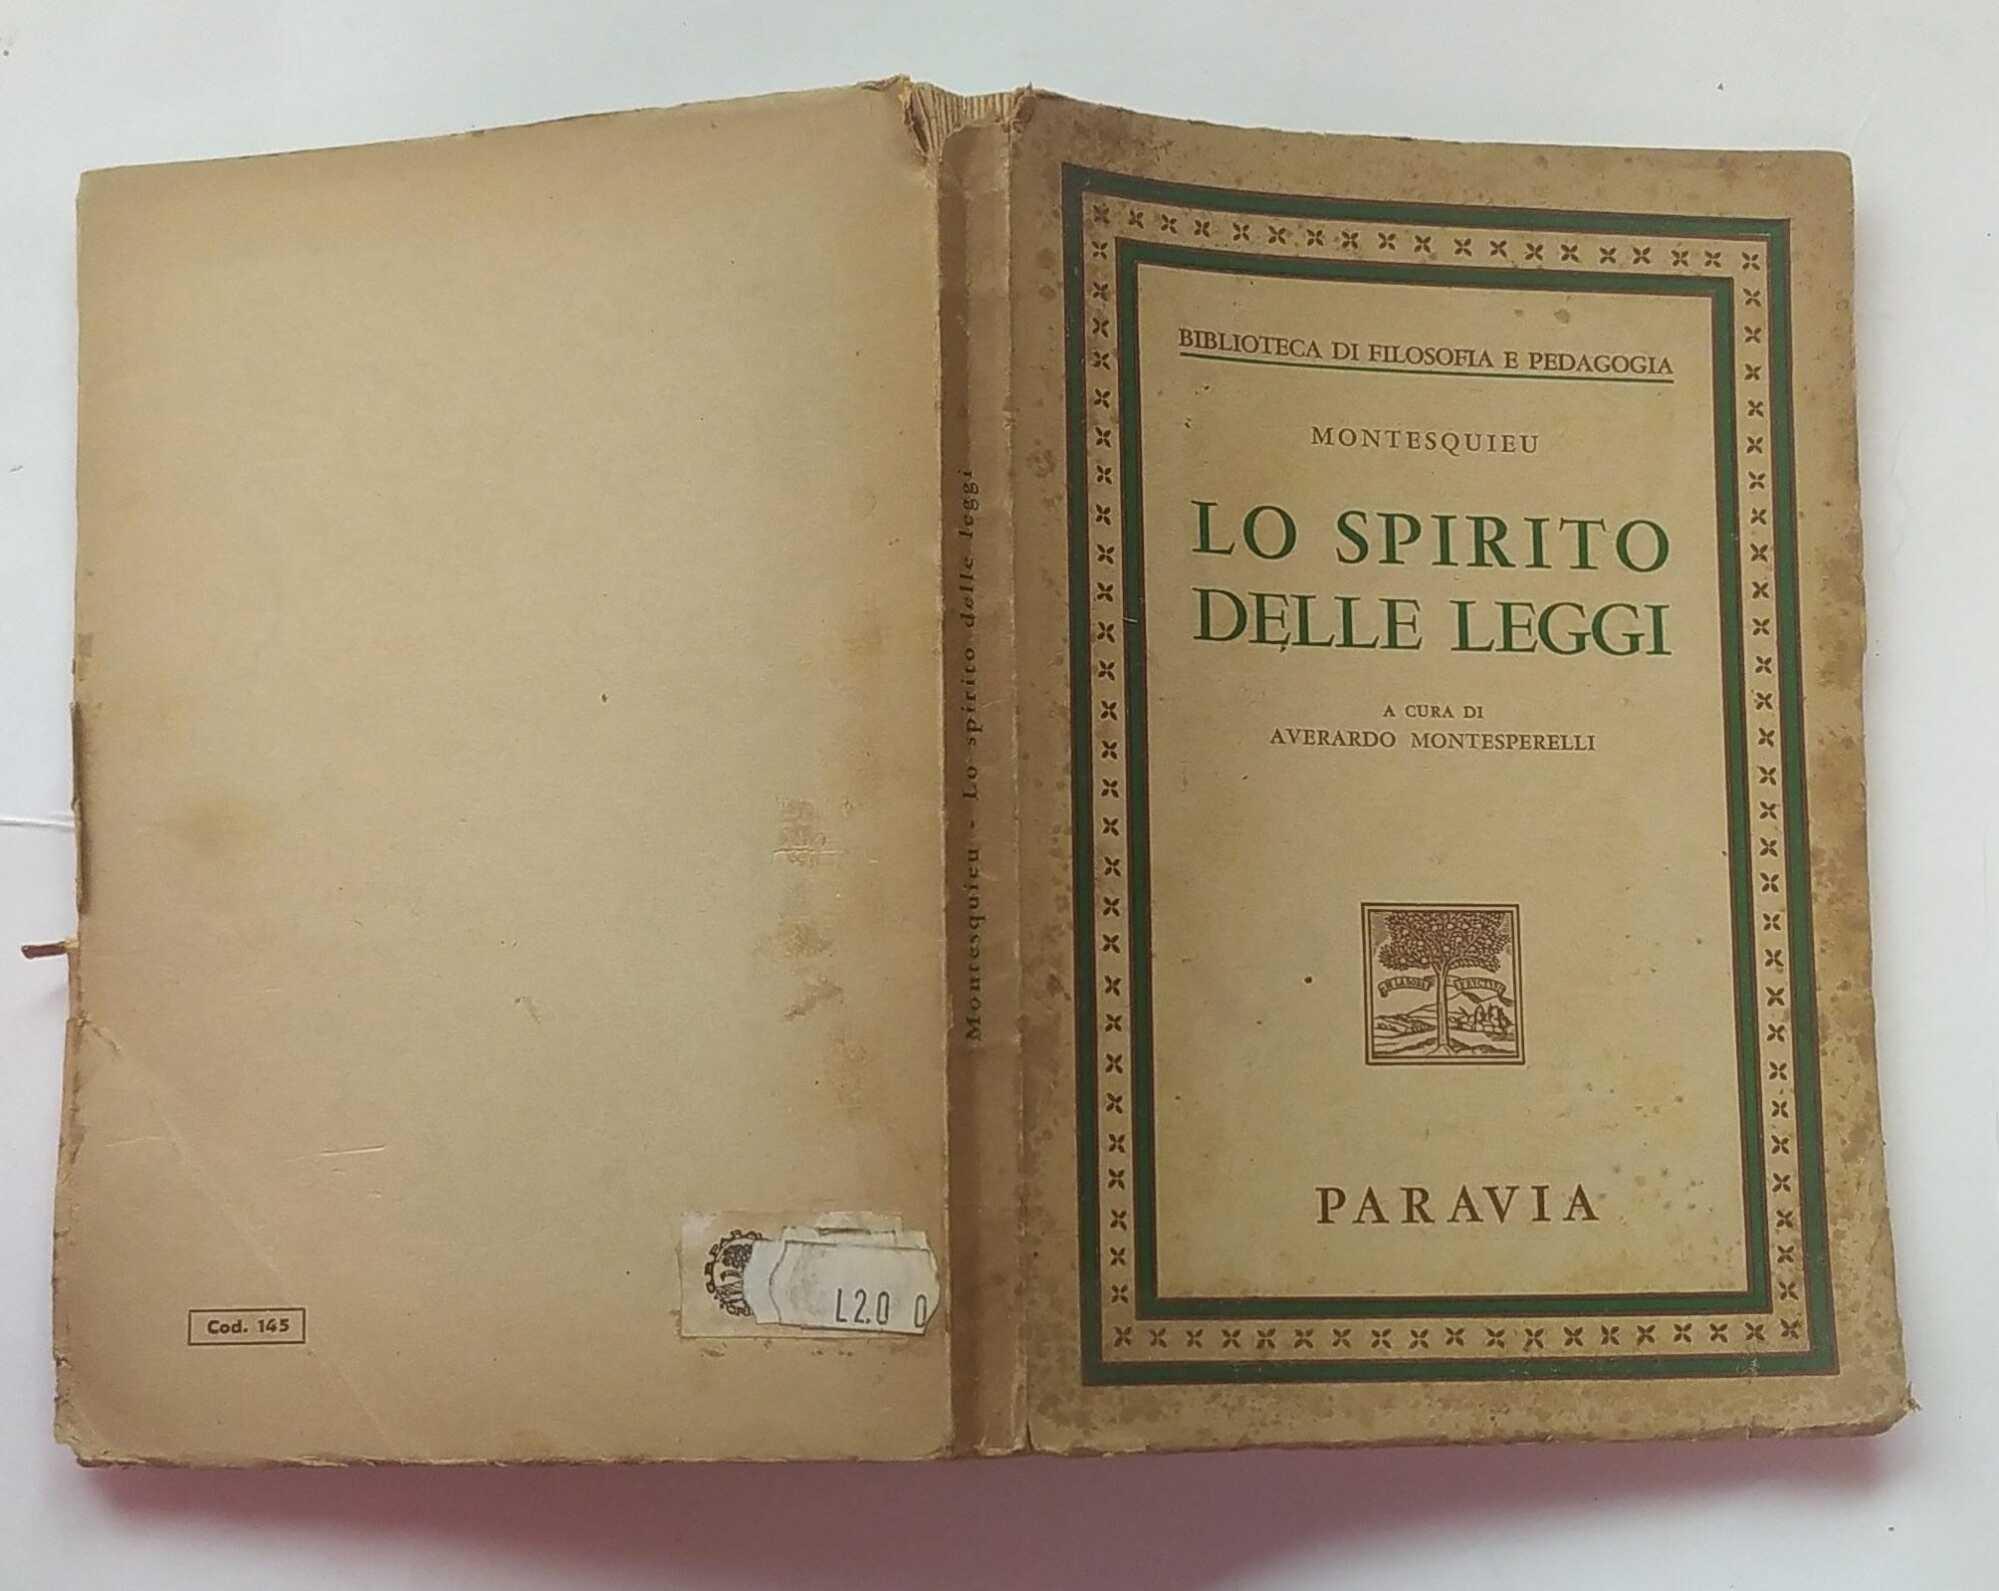 BIBLIOTECA DI FILOSOFIA E PEDAGOGIA
MONTESQUIEU
LO SPIRITO
DELLE LEGGI
A CURA DI
AVERARDO MONTESPERELLI
PARAVIA
Montesquieu - Lo spirito delle leggi
Cod. 145
L2.0 0